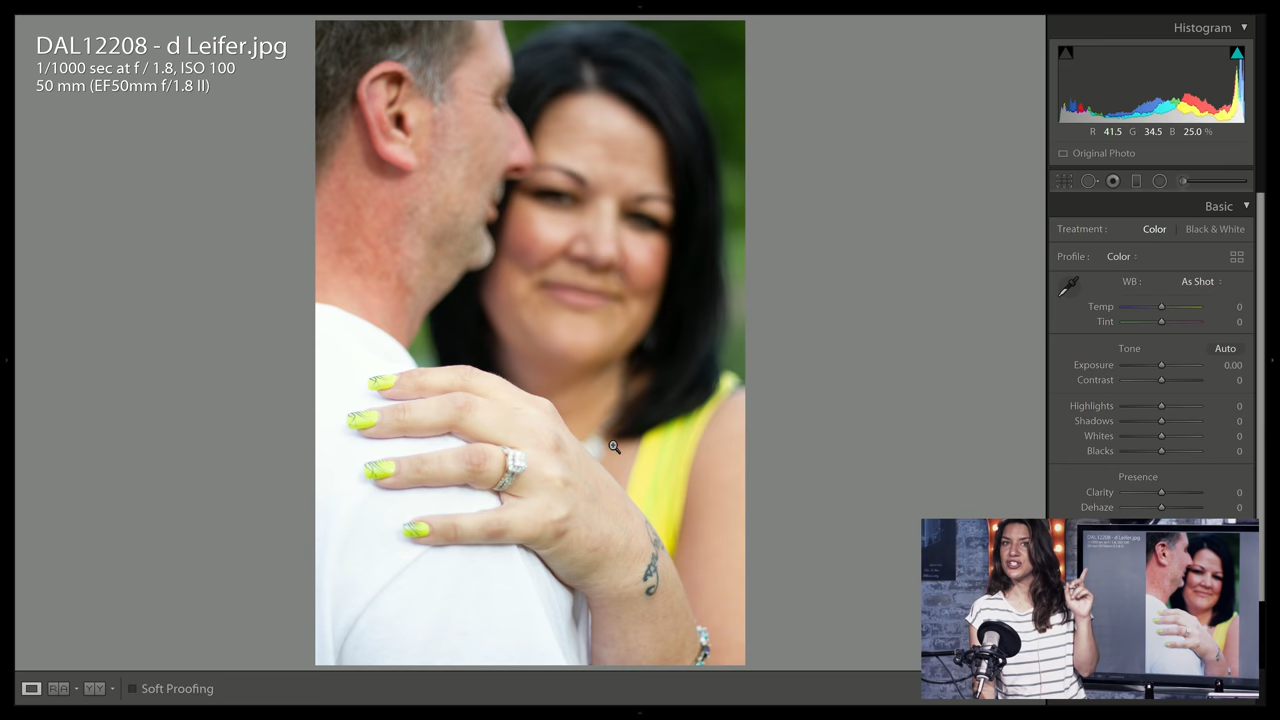 DAL12208 - d Leifer.jpg
1/1000 sec at f / 1.8, ISO 100
50 mm (EF50mm f/1.8 II)
Histogram
R 41.5 G 34.5 B 25.0 %
Original Photo
Basic
Treatment : Color Black & White
Profile : Color
WB : As Shot
Temp 0
Tint 0
Tone Auto
Exposure 0.00
Contrast 0
Highlights 0
Shadows 0
Whites 0
Blacks 0
Presence
Clarity 0
Dehaze 0
Soft Proofing
DAL12208 - d Leifer.jpg